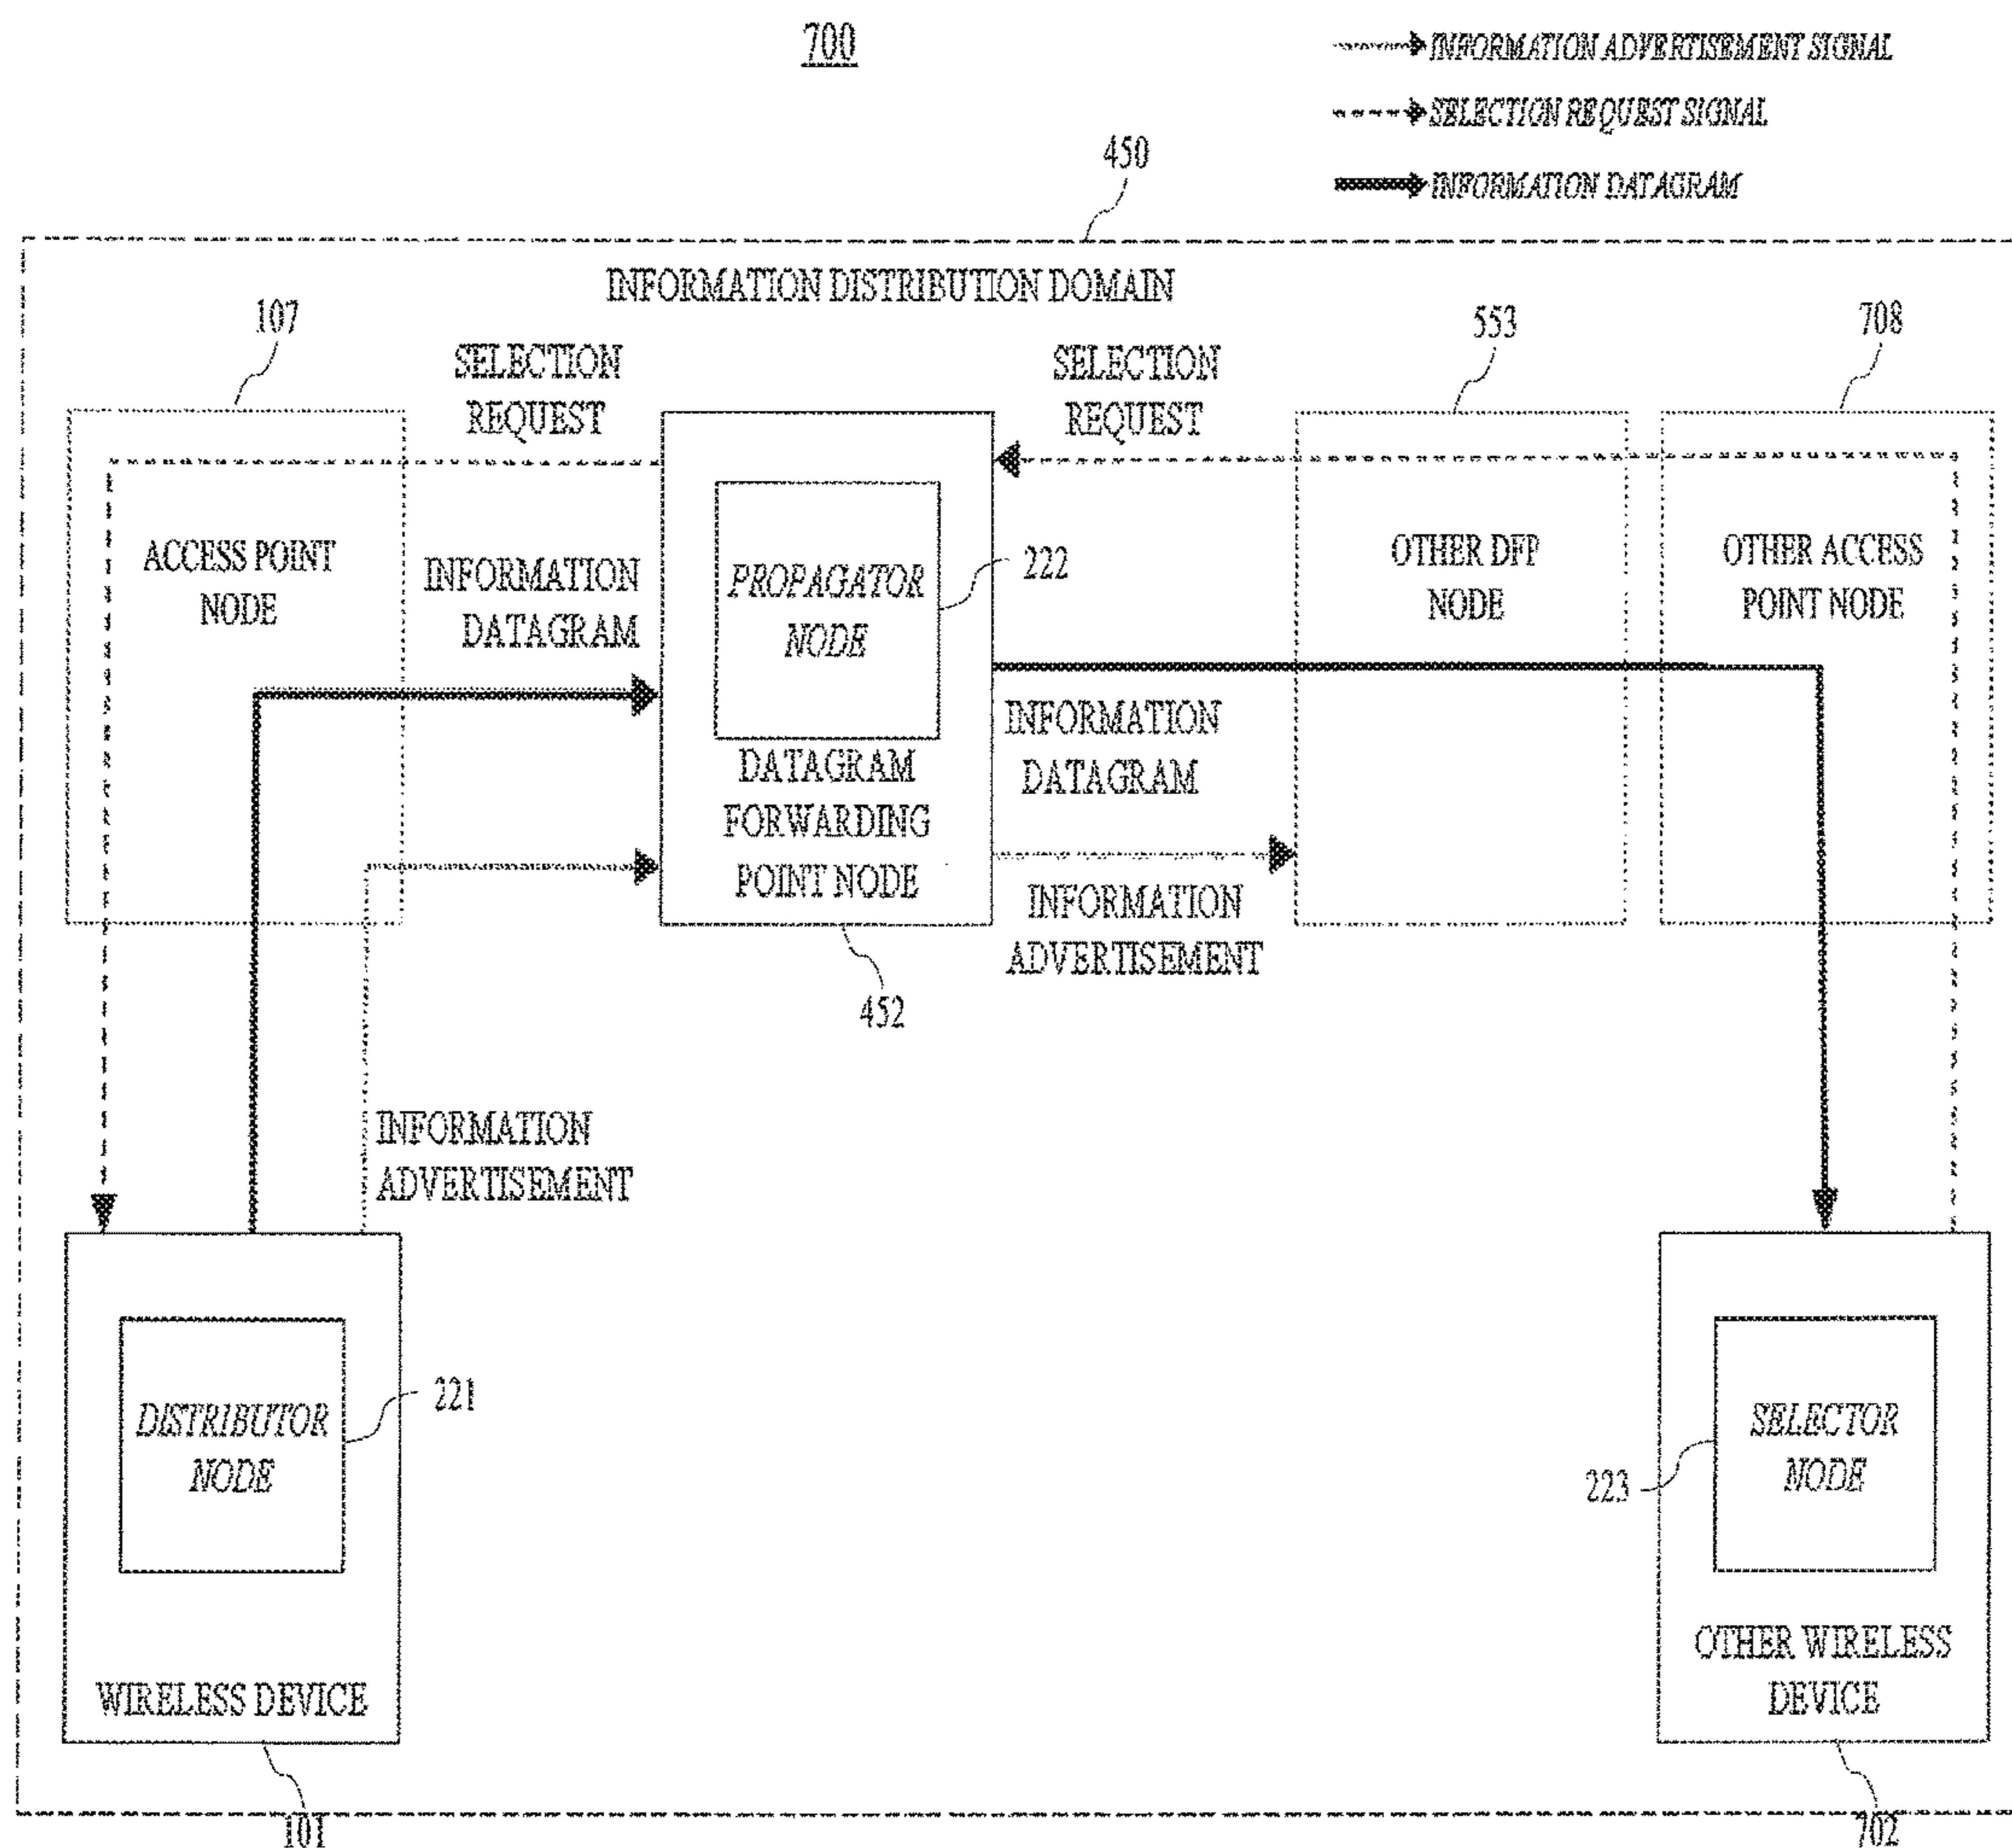 700
INFORMATION ADVERTISEMENT SIGNAL
SELECTION REQUEST SIGNAL
INFORMATION DATAGRAM
450
INFORMATION DISTRIBUTION DOMAIN
107
553
708
SELECTION
REQUEST
SELECTION
REQUEST
ACCESS POINT
NODE
INFORMATION
DATAGRAM
PROPAGATOR
NODE
222
OTHER DFP
NODE
OTHER ACCESS
POINT NODE
DATAGRAM
FORWARDING
POINT NODE
INFORMATION
DATAGRAM
INFORMATION
ADVERTISEMENT
452
INFORMATION
ADVERTISEMENT
DISTRIBUTOR
NODE
221
WIRELESS DEVICE
101
SELECTOR
NODE
223
OTHER WIRELESS
DEVICE
702